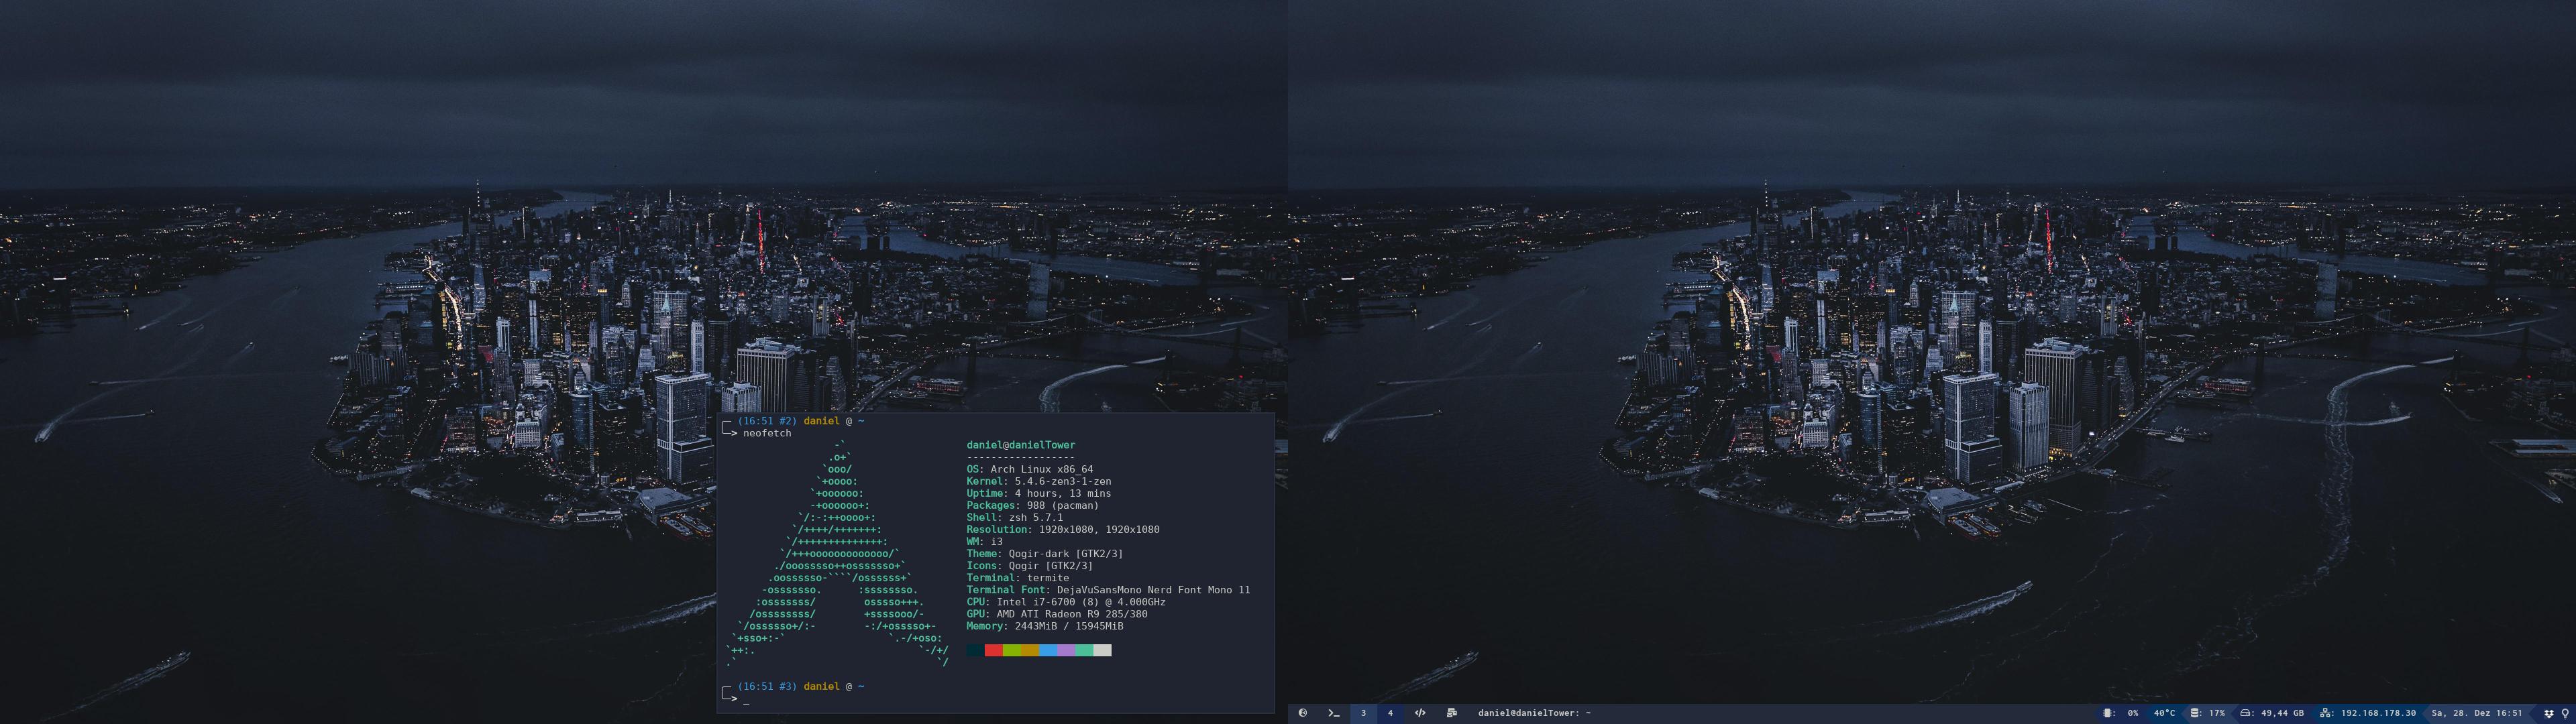 (16:51 #2) daniel @ ~
> neofetch
daniel@danielTower
------------------
OS: Arch Linux x86_64
Kernel: 5.4.6-zen3-1-zen
Uptime: 4 hours, 13 mins
Packages: 988 (pacman)
Shell: zsh 5.7.1
Resolution: 1920x1080, 1920x1080
WM: i3
Theme: Qogir-dark [GTK2/3]
Icons: Qogir [GTK2/3]
Terminal: termite
Terminal Font: DejaVuSansMono Nerd Font Mono 11
CPU: Intel i7-6700 (8) @ 4.000GHz
GPU: AMD ATI Radeon R9 285/380
Memory: 2443MiB / 15945MiB
(16:51 #3) daniel @ ~
> _
3 4 daniel@danielTower: ~ : 0% 40°C : 17% : 49,44 GB : 192.168.178.30 Sa, 28. Dez 16:51